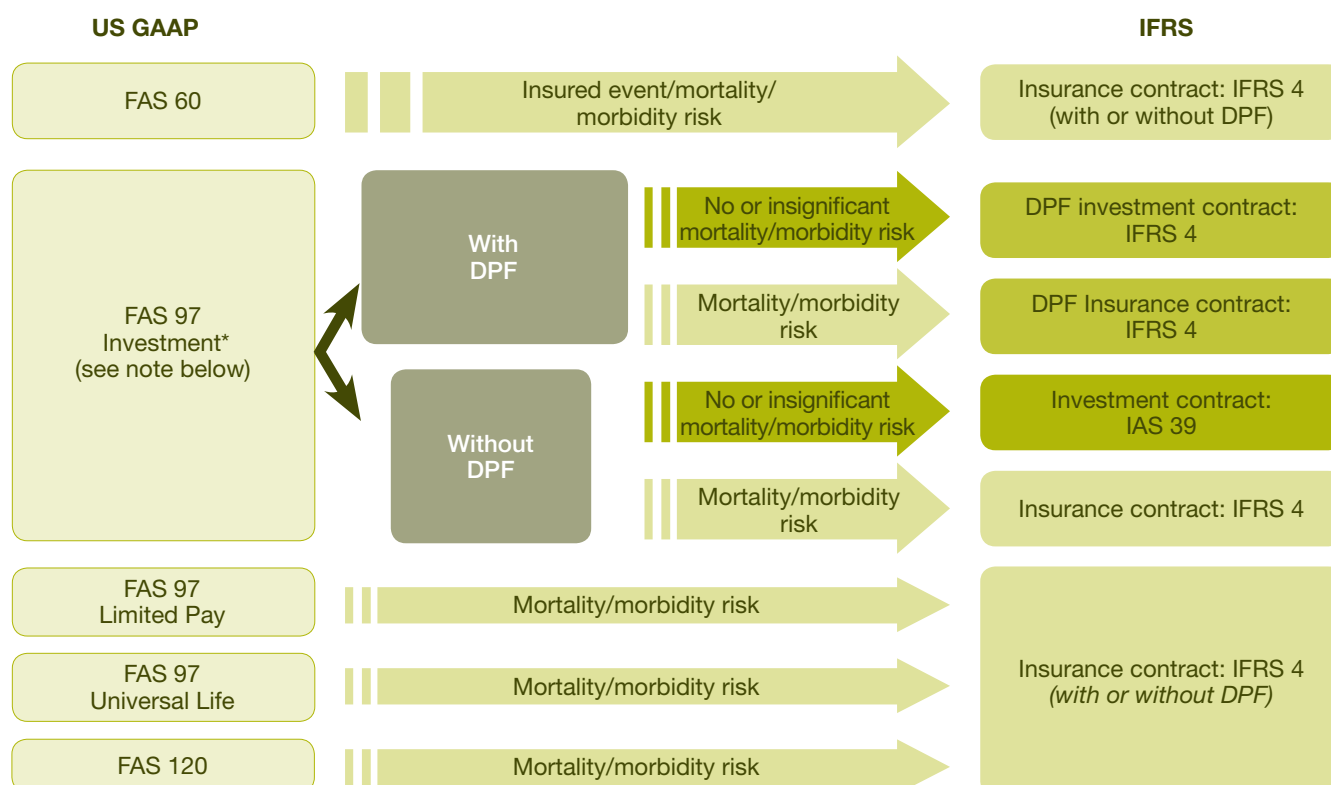 US GAAP
IFRS
FAS 60
Insured event/mortality/
morbidity risk
Insurance contract: IFRS 4
(with or without DPF)
FAS 97
Investment*
(see note below)
With
DPF
No or insignificant
mortality/morbidity risk
DPF investment contract:
IFRS 4
Mortality/morbidity
risk
DPF Insurance contract:
IFRS 4
Without
DPF
No or insignificant
mortality/morbidity risk
Investment contract:
IAS 39
Mortality/morbidity
risk
Insurance contract: IFRS 4
FAS 97
Limited Pay
Mortality/morbidity risk
FAS 97
Universal Life
Mortality/morbidity risk
Insurance contract: IFRS 4
(with or without DPF)
FAS 120
Mortality/morbidity risk